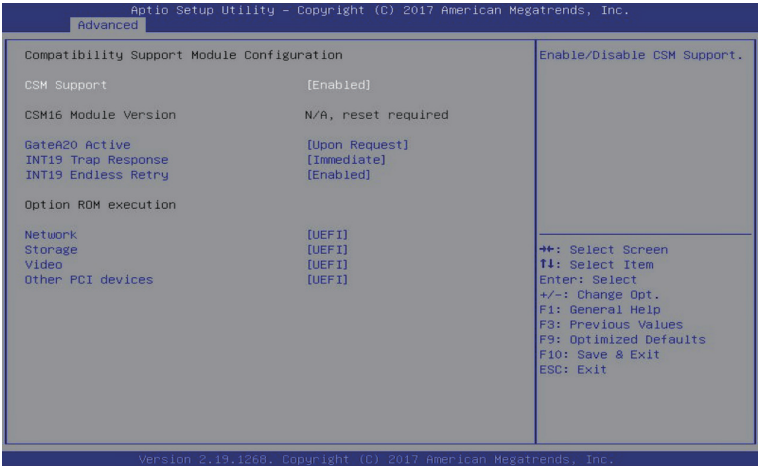 Aptio Setup Utility – Copyright (C) 2017 American Megatrends, Inc.
Advanced
Compatibility Support Module Configuration
CSM Support [Enabled]
CSM16 Module Version N/A, reset required
GateA20 Active [Upon Request]
INT19 Trap Response [Immediate]
INT19 Endless Retry [Enabled]
Option ROM execution
Network [UEFI]
Storage [UEFI]
Video [UEFI]
Other PCI devices [UEFI]
Enable/Disable CSM Support.
→←: Select Screen
↑↓: Select Item
Enter: Select
+/-: Change Opt.
F1: General Help
F3: Previous Values
F9: Optimized Defaults
F10: Save & Exit
ESC: Exit
Version 2.19.1268. Copyright (C) 2017 American Megatrends, Inc.